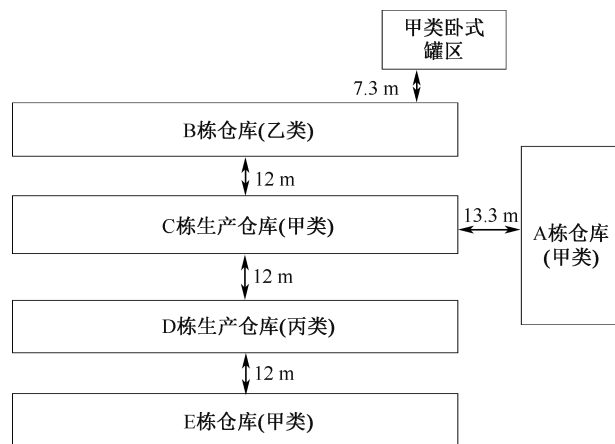 甲类卧式
罐区
7.3 m
B栋仓库(乙类)
12 m
C栋生产仓库(甲类)
13.3 m
A栋仓库
(甲类)
12 m
D栋生产仓库(丙类)
12 m
E栋仓库(甲类)